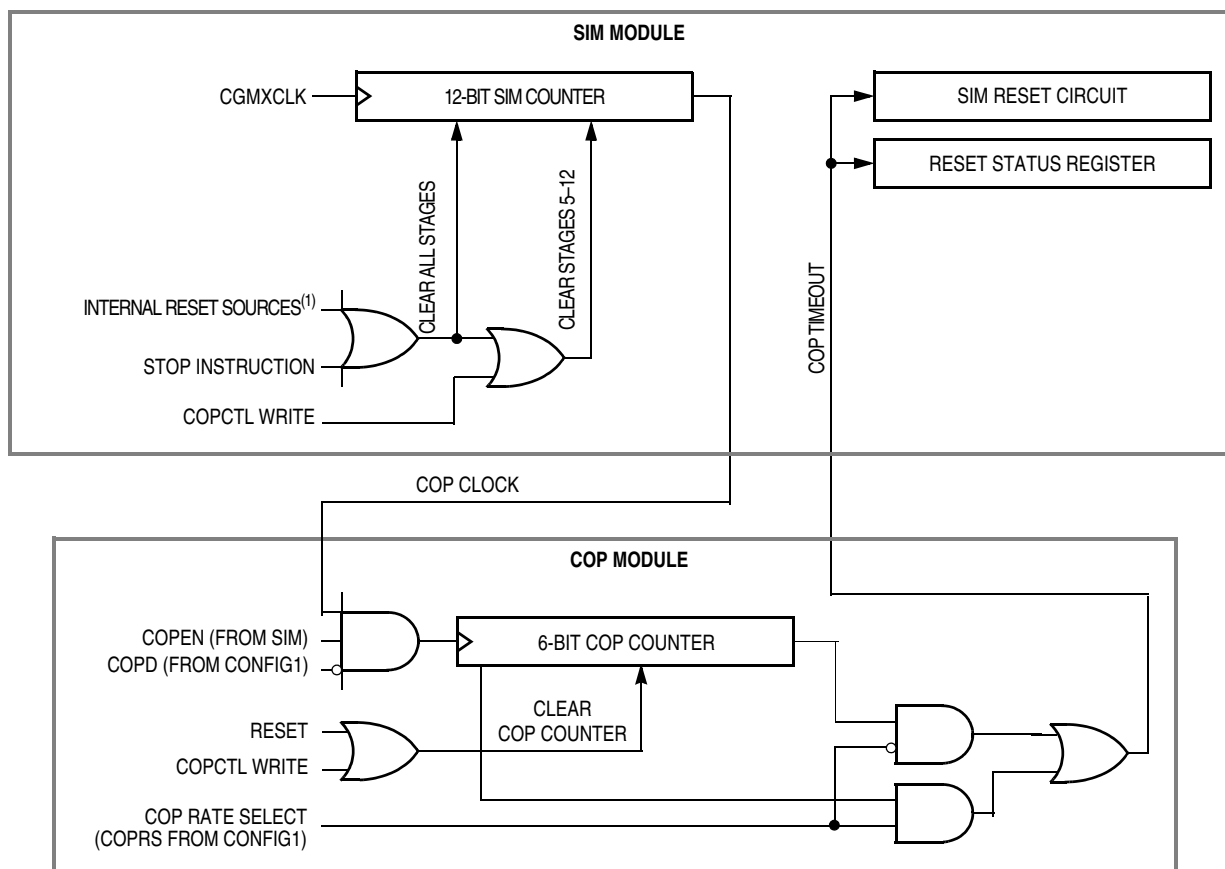 SIM MODULE
CGMXCLK
12-BIT SIM COUNTER
SIM RESET CIRCUIT
RESET STATUS REGISTER
CLEAR ALL STAGES
CLEAR STAGES 5–12
COP TIMEOUT
INTERNAL RESET SOURCES(1)
STOP INSTRUCTION
COPCTL WRITE
COP CLOCK
COP MODULE
COPEN (FROM SIM)
COPD (FROM CONFIG1)
6-BIT COP COUNTER
CLEAR
COP COUNTER
RESET
COPCTL WRITE
COP RATE SELECT
(COPRS FROM CONFIG1)